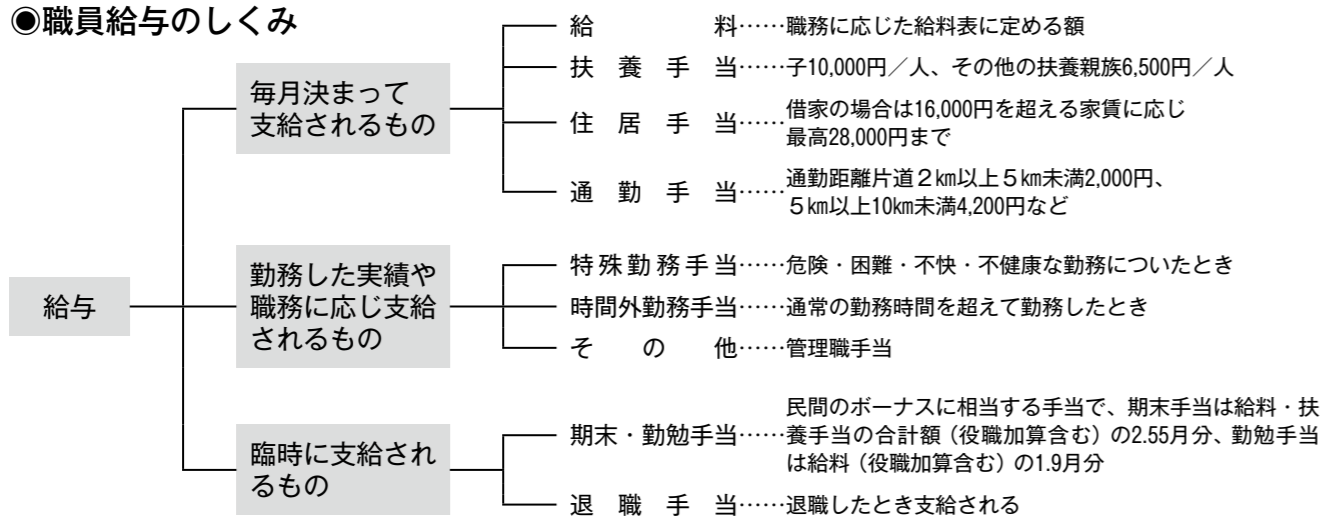 ◉職員給与のしくみ
給与
毎月決まって
支給されるもの
給料……職務に応じた給料表に定める額
扶養手当……子10,000円／人、その他の扶養親族6,500円／人
住居手当……借家の場合は16,000円を超える家賃に応じ
最高28,000円まで
通勤手当……通勤距離片道２㎞以上５㎞未満2,000円、
５㎞以上10㎞未満4,200円など
勤務した実績や
職務に応じ支給
されるもの
特殊勤務手当……危険・困難・不快・不健康な勤務についたとき
時間外勤務手当……通常の勤務時間を超えて勤務したとき
その他……管理職手当
臨時に支給され
るもの
期末・勤勉手当……民間のボーナスに相当する手当で、期末手当は給料・扶
養手当の合計額（役職加算含む）の2.55月分、勤勉手当
は給料（役職加算含む）の1.9月分
退職手当……退職したとき支給される